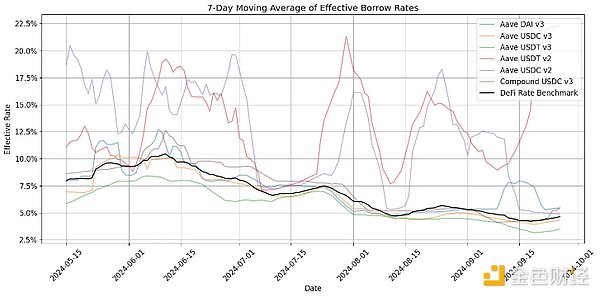 7-Day Moving Average of Effective Borrow Rates
22.5%
20.0%
17.5%
15.0%
12.5%
10.0%
7.5%
5.0%
2.5%
Effective Rate
Aave DAI v3
Aave USDC v3
Aave USDT v3
Aave USDT v2
Aave USDC v2
Compound USDC v3
DeFi Rate Benchmark
2024-05-15
2024-06-01
2024-06-15
2024-07-01
2024-07-15
2024-08-01
2024-08-15
2024-09-01
2024-09-15
2024-10-01
Date
金色财经